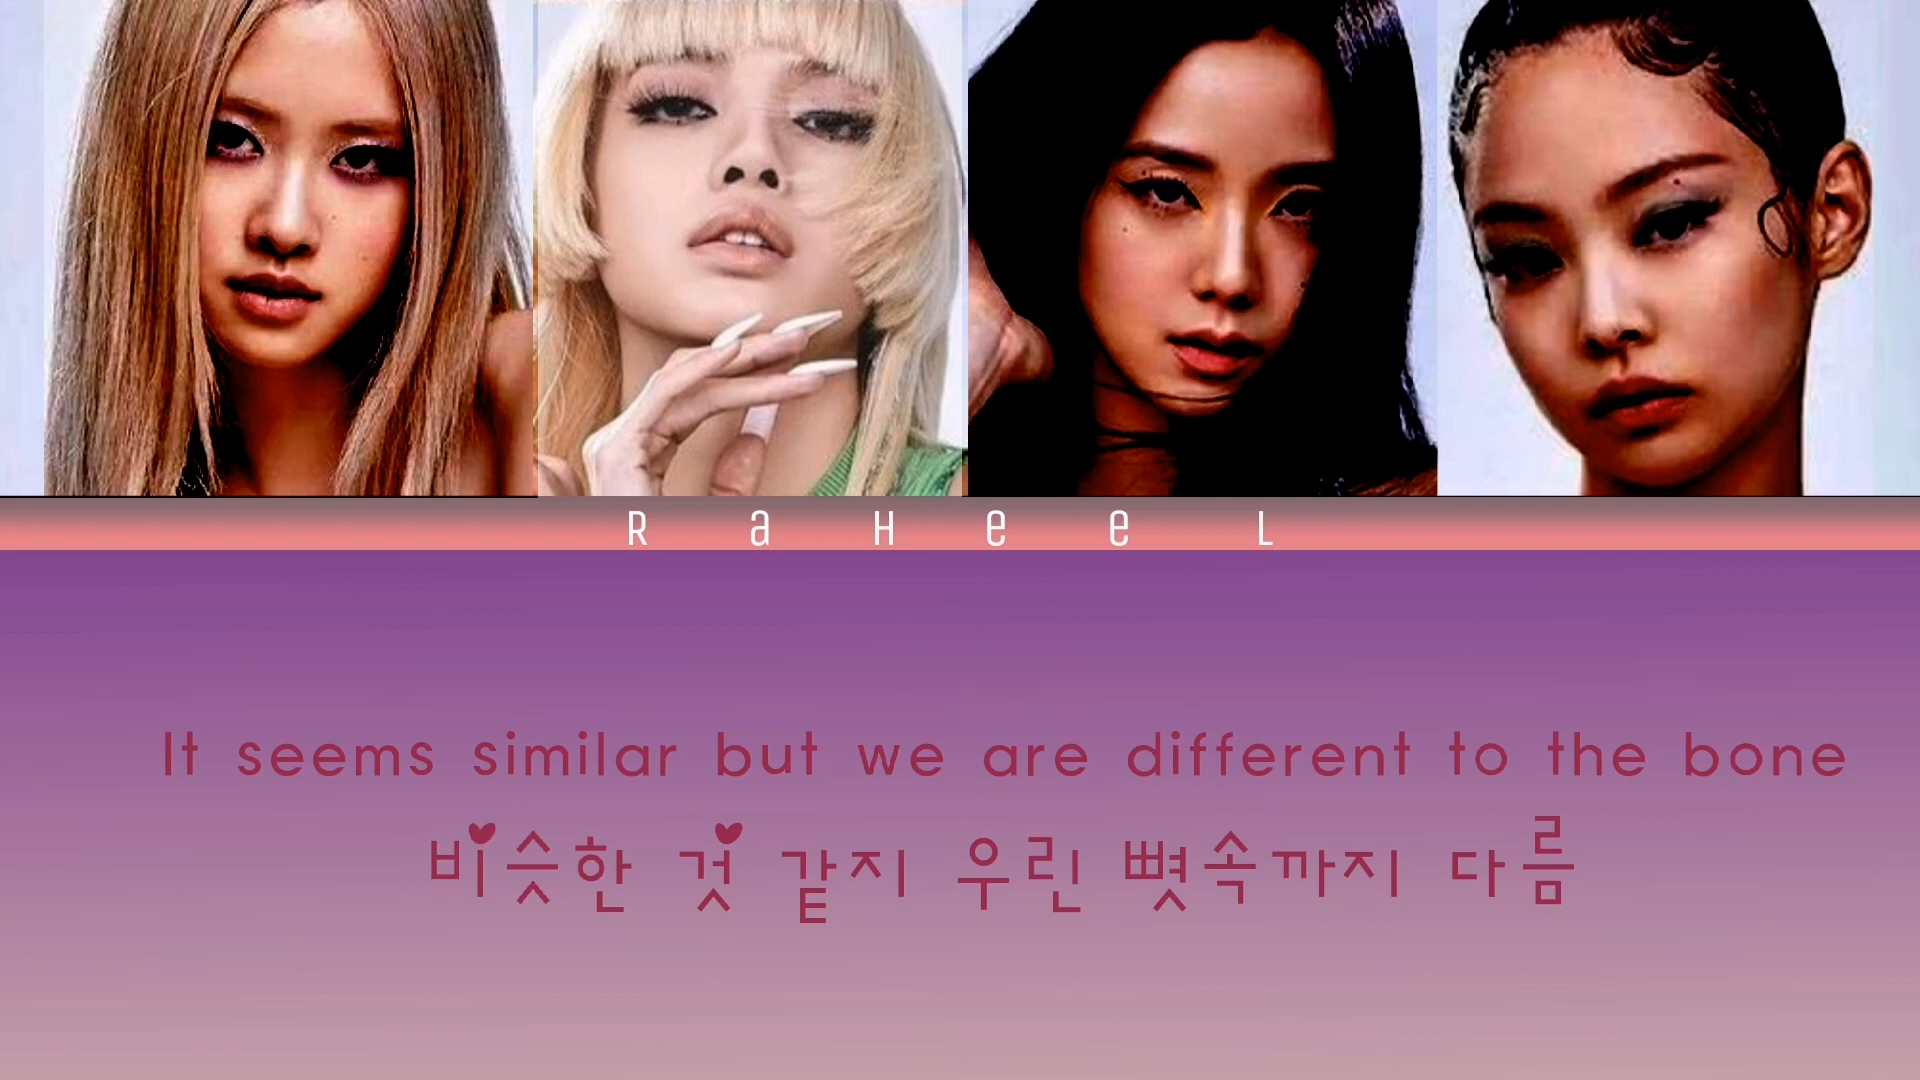 RaHeeL
It seems similar but we are different to the bone
비슷한 것 같지 우린 뼛속까지 다름